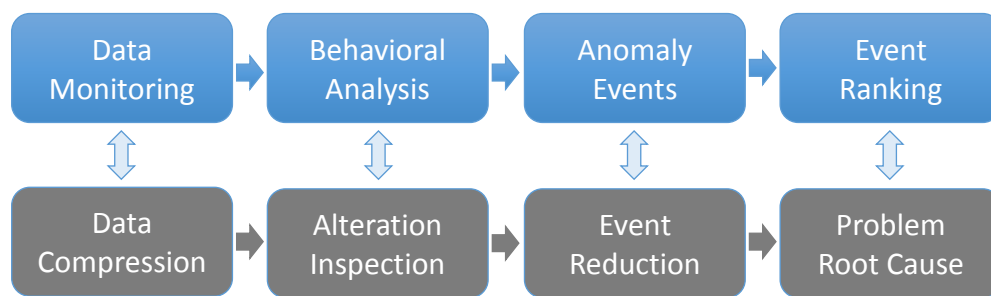 Data
Monitoring
Behavioral
Analysis
Anomaly
Events
Event
Ranking
Data
Compression
Alteration
Inspection
Event
Reduction
Problem
Root Cause